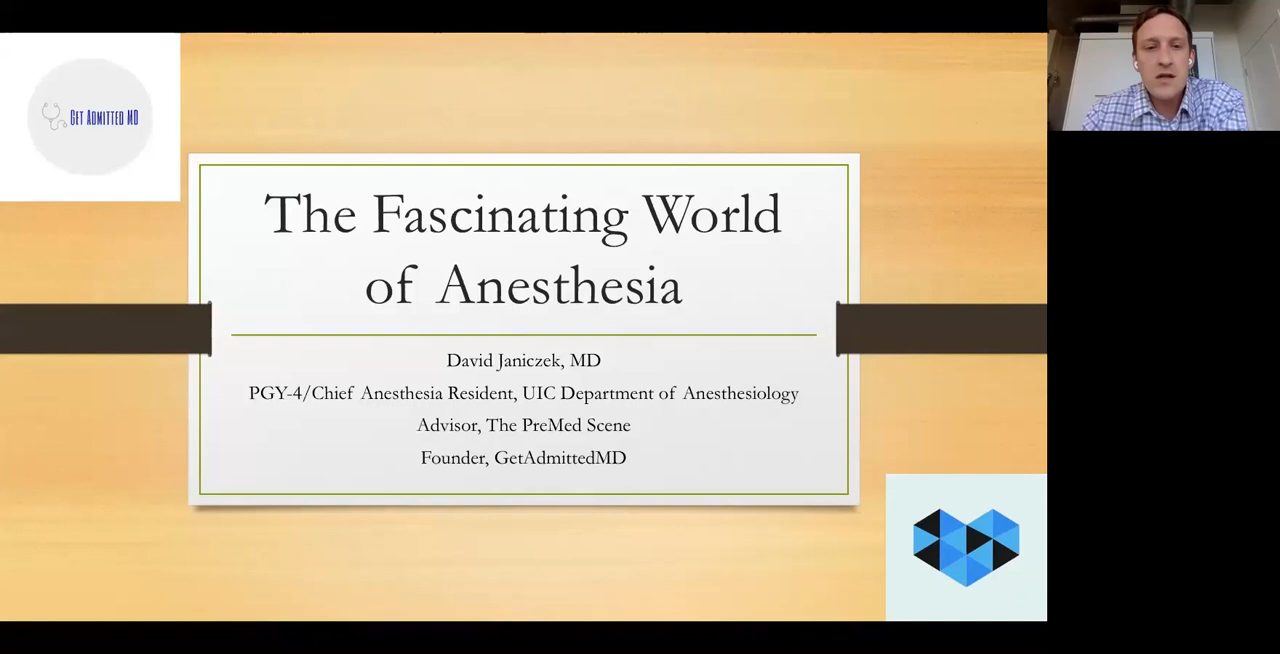 GET ADMITTED MD
The Fascinating World
of Anesthesia
David Janiczek, MD
PGY-4/Chief Anesthesia Resident, UIC Department of Anesthesiology
Advisor, The PreMed Scene
Founder, GetAdmittedMD